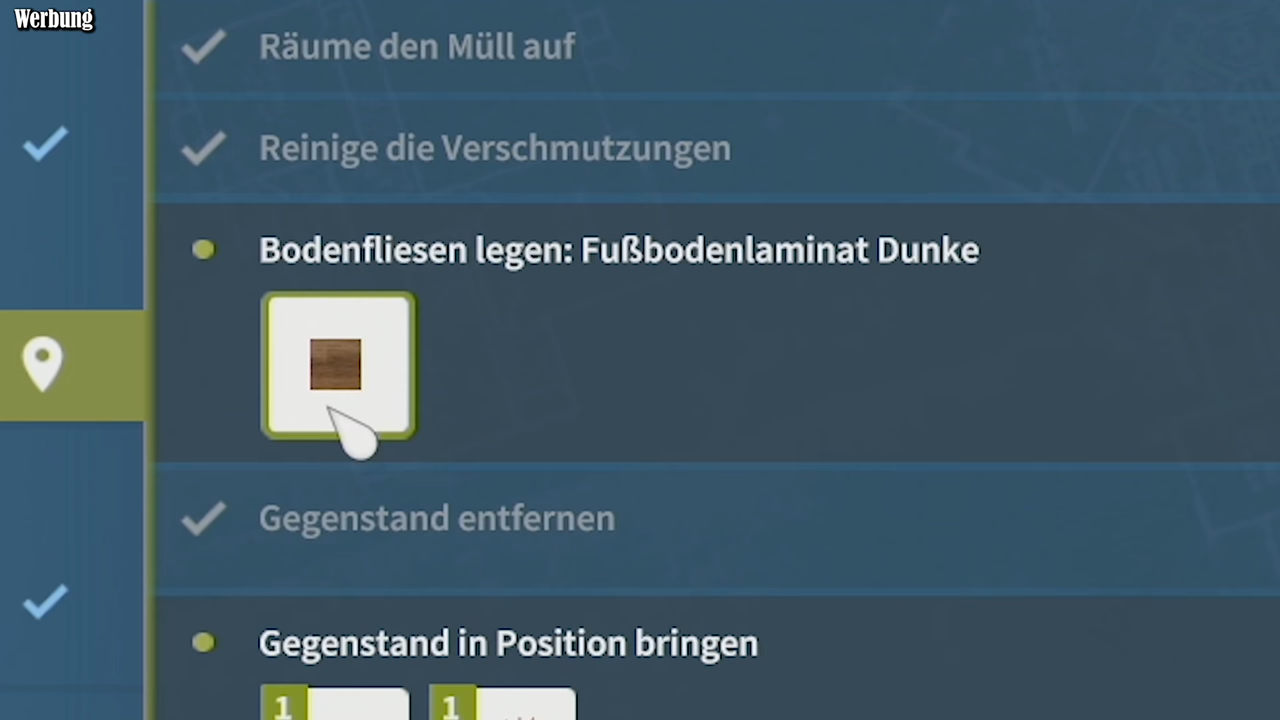 Werbung
Räume den Müll auf
Reinige die Verschmutzungen
Bodenfliesen legen: Fußbodenlaminat Dunke
Gegenstand entfernen
Gegenstand in Position bringen
1 1